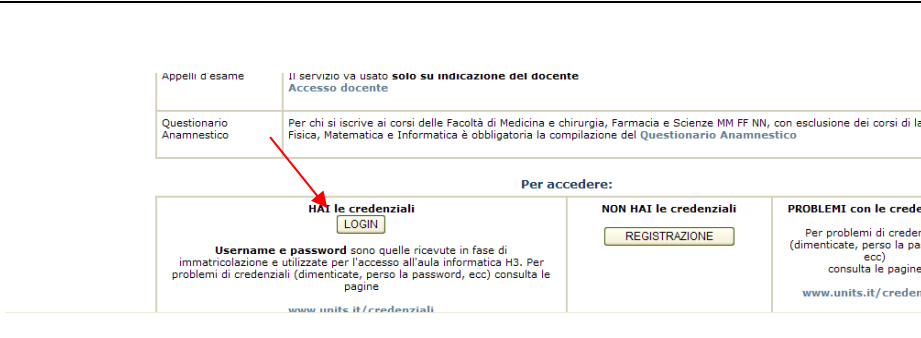 Appelli d'esame
Il servizio va usato solo su indicazione del docente
Accesso docente
Questionario
Anamnestico
Per chi si iscrive ai corsi delle Facoltà di Medicina e chirurgia, Farmacia e Scienze MM FF NN, con esclusione dei corsi di la
Fisica, Matematica e Informatica è obbligatoria la compilazione del Questionario Anamnestico
Per accedere:
HAI le credenziali
LOGIN
Username e password sono quelle ricevute in fase di
immatricolazione e utilizzate per l'accesso all'aula informatica H3. Per
problemi di credenziali (dimenticate, perso la password, ecc) consulta le
pagine
www.units.it/credenziali
NON HAI le credenziali
REGISTRAZIONE
PROBLEMI con le crede
Per problemi di creden
(dimenticate, perso la pa
ecc)
consulta le pagine
www.units.it/creden